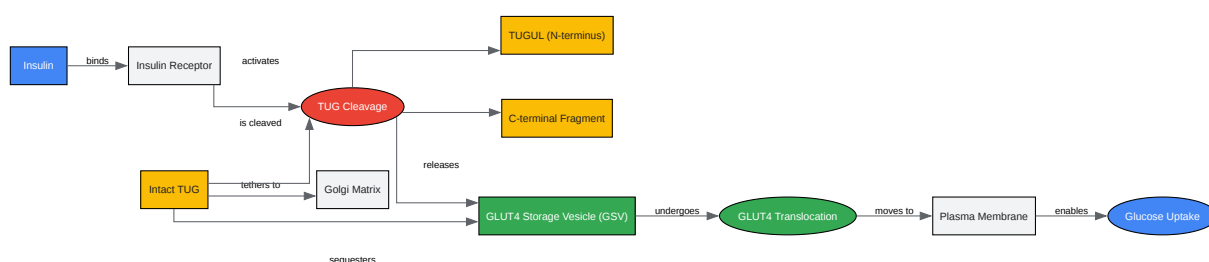 TUGUL (N-terminus)
Insulin
binds
Insulin Receptor
activates
TUG Cleavage
C-terminal Fragment
is cleaved
releases
Intact TUG
tethers to
Golgi Matrix
GLUT4 Storage Vesicle (GSV)
undergoes
GLUT4 Translocation
moves to
Plasma Membrane
enables
Glucose Uptake
sequesters